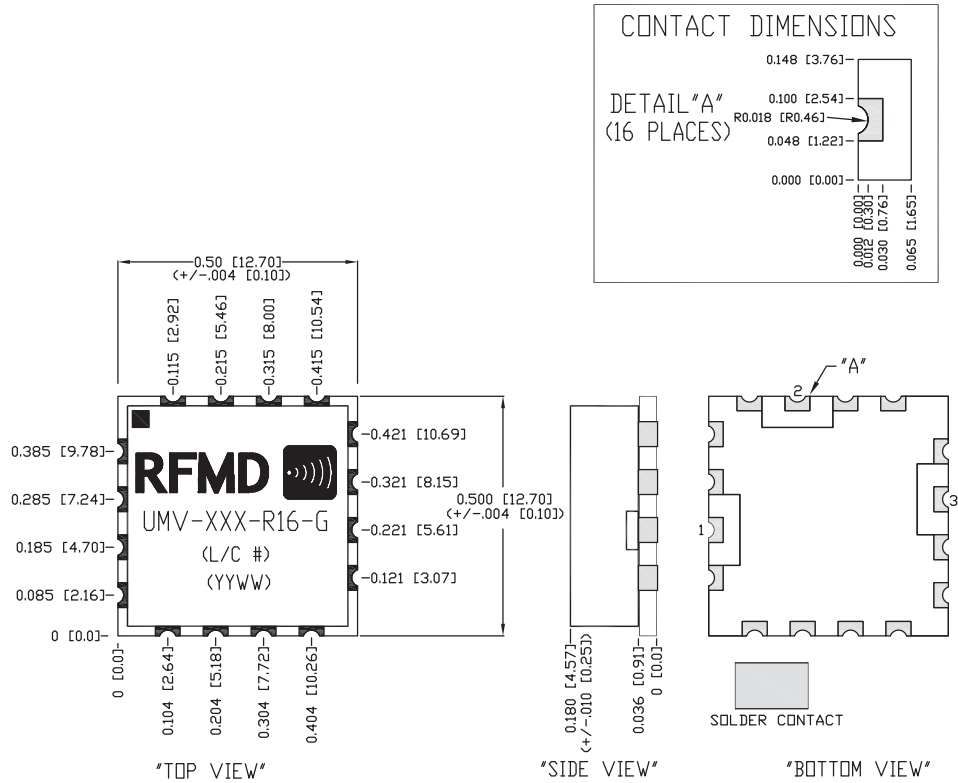 CONTACT DIMENSIONS
0.148 [3.76]
DETAIL"A"
(16 PLACES)
0.100 [2.54]
R0.018 [R0.46]
0.048 [1.22]
0.000 [0.00]
0.000 [0.00]
0.012 [0.30]
0.030 [0.76]
0.065 [1.65]
0.50 [12.70]
(+/-.004 [0.10])
0.115 [2.92]
0.215 [5.46]
0.315 [8.00]
0.415 [10.54]
0.385 [9.78]
0.285 [7.24]
0.185 [4.70]
0.085 [2.16]
0 [0.0]
RFMD
UMV-XXX-R16-G
(L/C #)
(YYWW)
0.421 [10.69]
0.321 [8.15]
0.221 [5.61]
0.121 [3.07]
0.500 [12.70]
(+/-.004 [0.10])
0 [0.0]
0.104 [2.64]
0.204 [5.18]
0.304 [7.72]
0.404 [10.26]
"TOP VIEW"
0.180 [4.57]
(+/-.010 [0.25])
0.036 [0.91]
0 [0.0]
"SIDE VIEW"
"A"
2
1
3
SOLDER CONTACT
"BOTTOM VIEW"